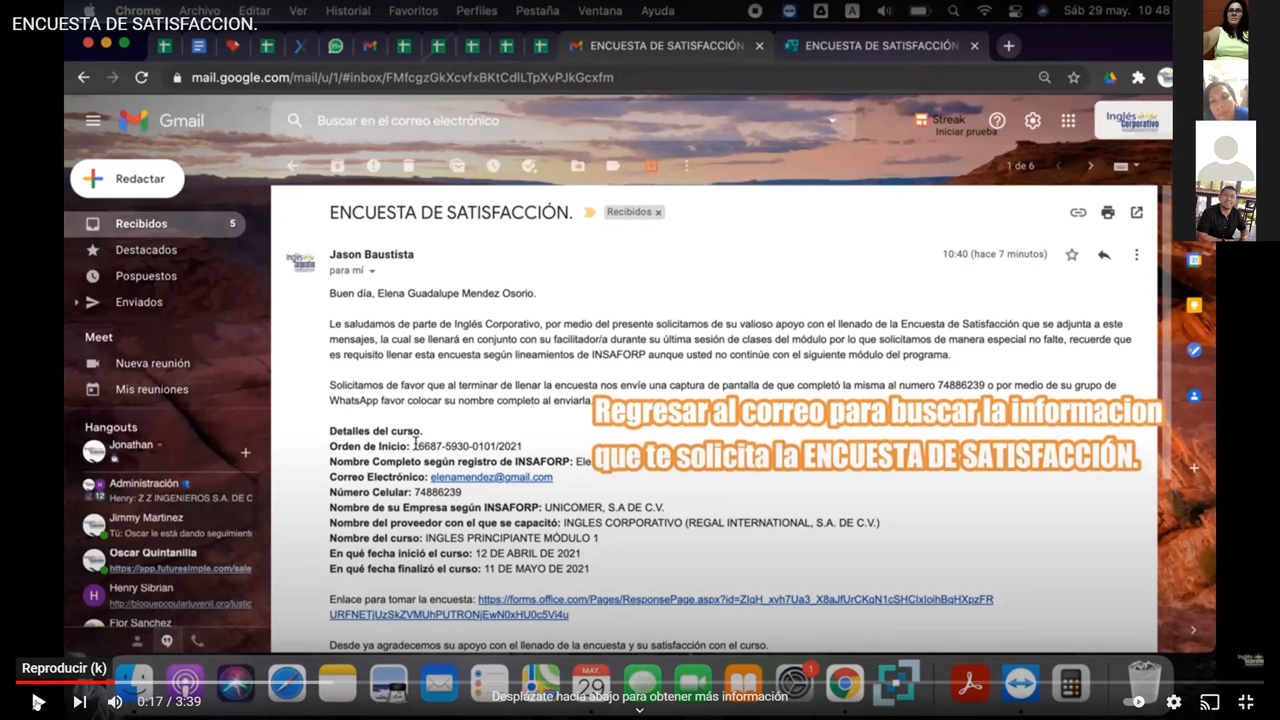 ENCUESTA DE SATISFACCION.
Chrome Archivo Editar Ver Historial Favoritos Perfiles Pestaña Ventana Ayuda Sáb 29 may. 10 48
ENCUESTA DE SATISFACCIÓN ENCUESTA DE SATISFACCIÓN
mail.google.com/mail/u/1/#inbox/FMfcgzGkXcvfxBKtCdlLTpXvPJkGcxfm
Gmail
Buscar en el correo electrónico
Streak
Iniciar prueba
Inglés
Corporativo
Redactar
1 de 6
Recibidos 5
Destacados
Pospuestos
Enviados
Meet
Nueva reunión
Mis reuniones
Hangouts
Jonathan
Administración
12 Henry: Z Z INGENIEROS S.A. DE C
Jimmy Martinez
Tú: Oscar le está dando seguimient
Oscar Quintanilla
https://app.futuresimple.com/sale
Henry Sibrian
http://bloquepopularjuvenil.org/justic
Flor Sanchez
ENCUESTA DE SATISFACCIÓN. Recibidos x
Jason Baustista 10:40 (hace 7 minutos)
para mí
Buen día, Elena Guadalupe Mendez Osorio.
Le saludamos de parte de Inglés Corporativo, por medio del presente solicitamos de su valioso apoyo con el llenado de la Encuesta de Satisfacción que se adjunta a este
mensajes, la cual se llenará en conjunto con su facilitador/a durante su última sesión de clases del módulo por lo que solicitamos de manera especial no falte, recuerde que
es requisito llenar esta encuesta según lineamientos de INSAFORP aunque usted no continúe con el siguiente módulo del programa.
Solicitamos de favor que al terminar de llenar la encuesta nos envíe una captura de pantalla de que completó la misma al numero 74886239 o por medio de su grupo de
WhatsApp favor colocar su nombre completo al enviarla.
Regresar al correo para buscar la informacion
que te solicita la ENCUESTA DE SATISFACCIÓN.
Detalles del curso.
Orden de Inicio: 16687-5930-0101/2021
Nombre Completo según registro de INSAFORP: Ele
Correo Electrónico: elenamendez@gmail.com
Número Celular: 74886239
Nombre de su Empresa según INSAFORP: UNICOMER, S.A DE C.V.
Nombre del proveedor con el que se capacitó: INGLES CORPORATIVO (REGAL INTERNATIONAL, S.A. DE C.V.)
Nombre del curso: INGLES PRINCIPIANTE MÓDULO 1
En qué fecha inició el curso: 12 DE ABRIL DE 2021
En qué fecha finalizó el curso: 11 DE MAYO DE 2021
Enlace para tomar la encuesta: https://forms.office.com/Pages/ResponsePage.aspx?id=ZIgH_xvh7Ua3_X8aJfUrCKgN1cSHCIxIoihBgHXpzFR
URFNETjUzSkZVMUhPUTRONjEwN0xHU0c5Vi4u
Desde ya agradecemos su apoyo con el llenado de la encuesta y su satisfacción con el curso.
Reproducir (k)
MAY.
29
1
Desplázate hacia abajo para obtener más información
0:17 / 3:39